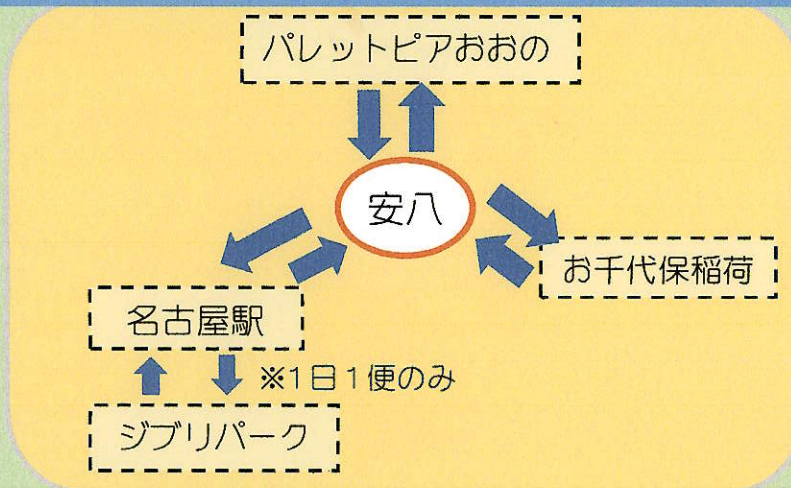 パレットピアおおの
安八
お千代保稲荷
名古屋駅
※1日1便のみ
ジブリパーク